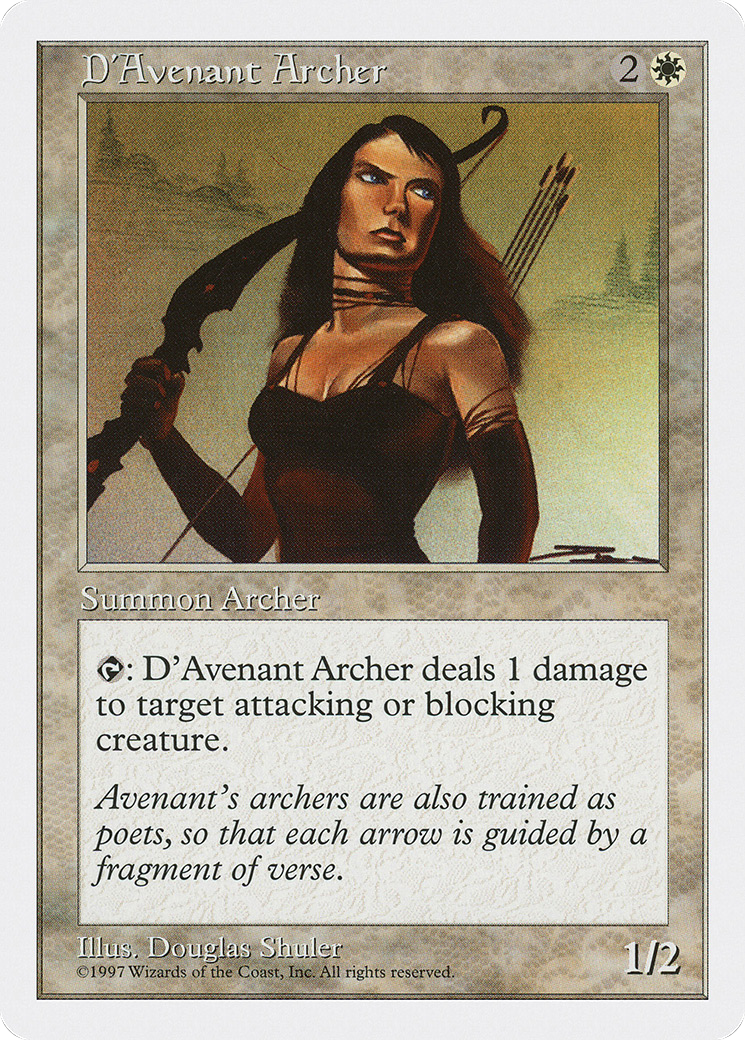 D'Avenant Archer 2
Summon Archer
: D'Avenant Archer deals 1 damage
to target attacking or blocking
creature.
Avenant's archers are also trained as
poets, so that each arrow is guided by a
fragment of verse.
Illus. Douglas Shuler
©1997 Wizards of the Coast, Inc. All rights reserved.
1/2